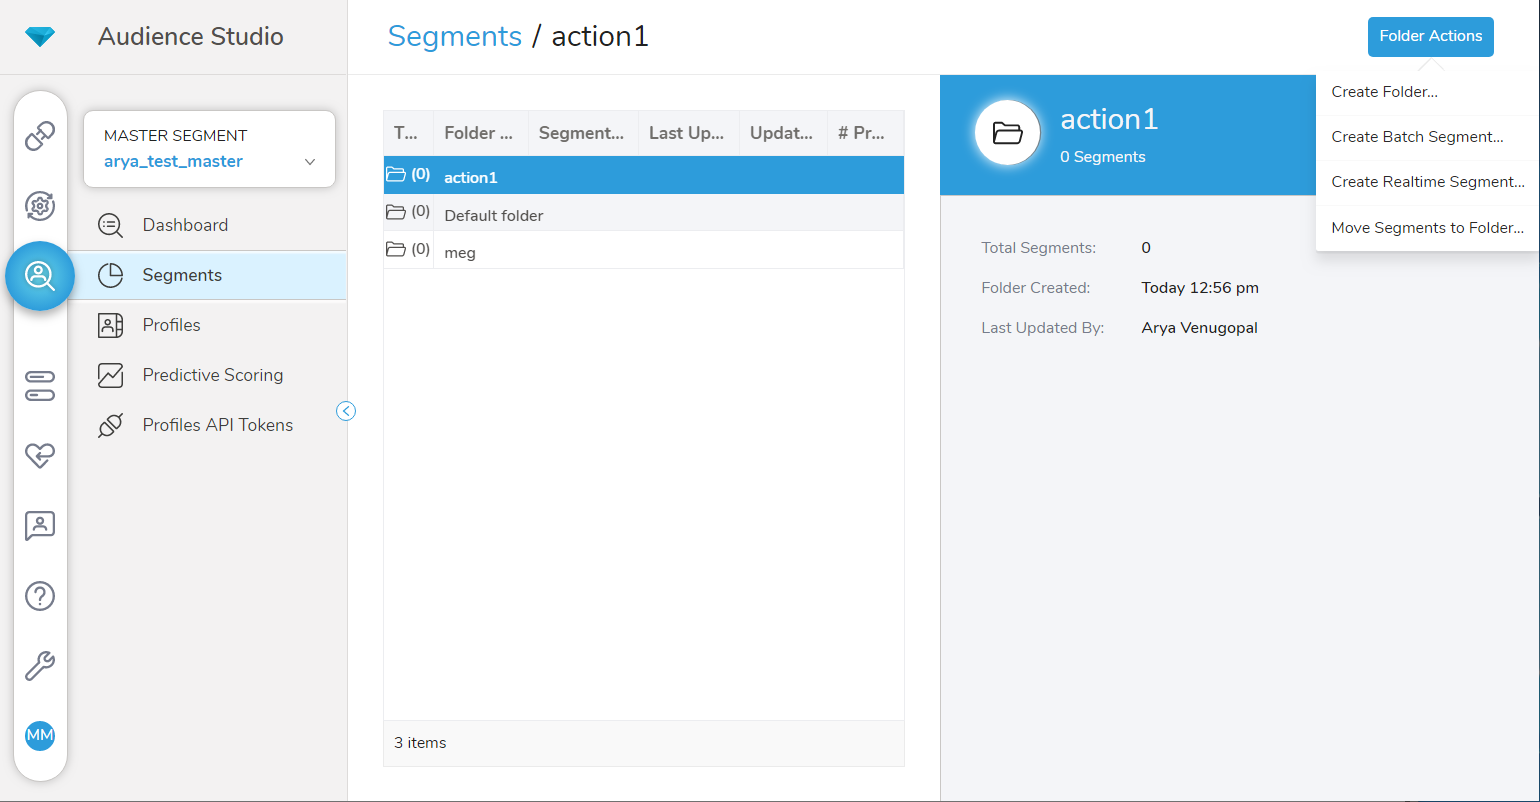 Audience Studio
Segments / action1
Folder Actions
MASTER SEGMENT
arya_test_master
Dashboard
Segments
Profiles
Predictive Scoring
Profiles API Tokens
MM
T... Folder ... Segment... Last Up... Updat... # Pr...
(0) action1
(0) Default folder
(0) meg
3 items
action1
0 Segments
Create Folder...
Create Batch Segment...
Create Realtime Segment...
Move Segments to Folder...
Total Segments: 0
Folder Created: Today 12:56 pm
Last Updated By: Arya Venugopal